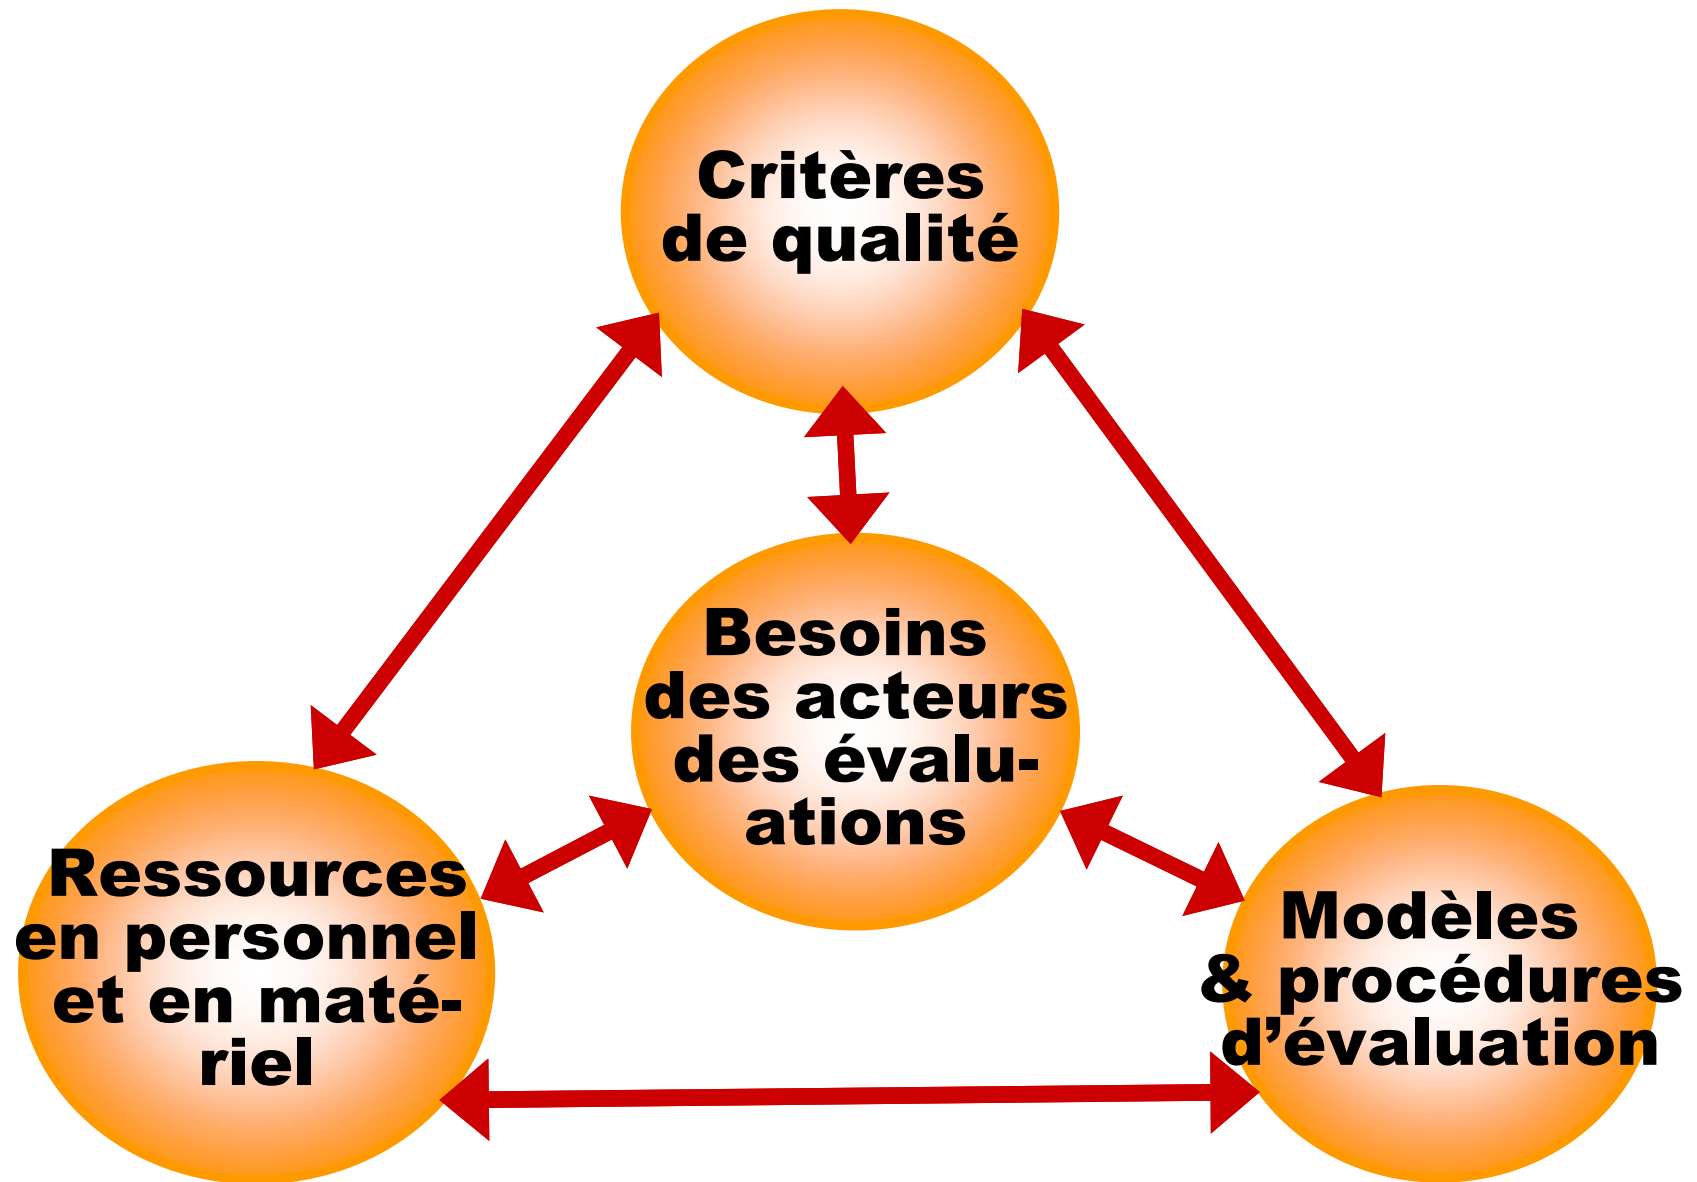 Critères
de qualité
Besoins
des acteurs
des évalu-
ations
Ressources
en personnel
et en maté-
riel
Modèles
& procédures
d’évaluation